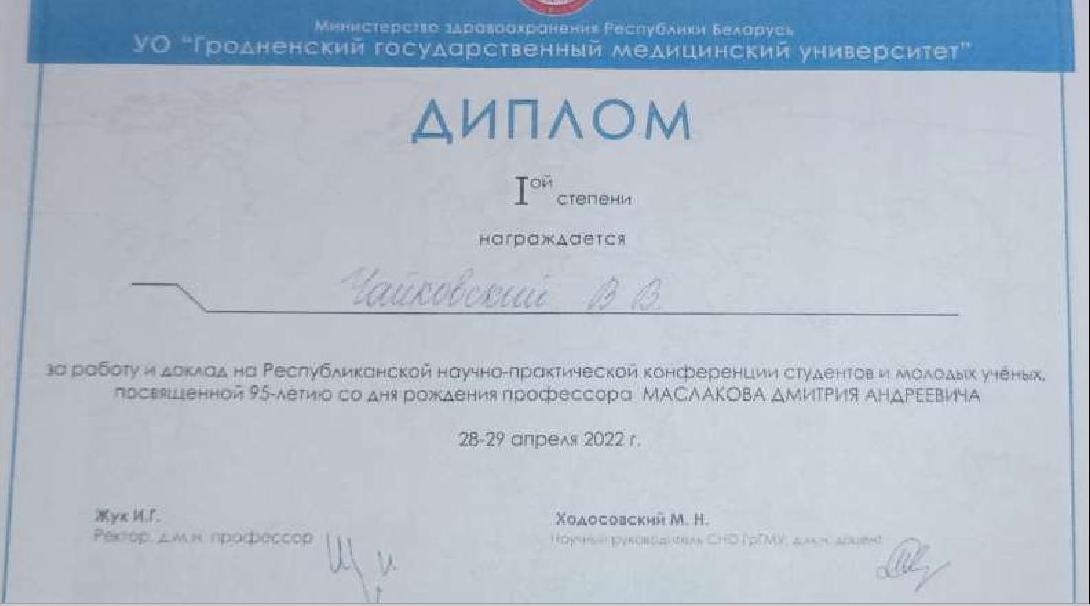 Министерство здравоохранения Республики Беларусь
УО "Гродненский государственный медицинский университет"
ДИПЛОМ
Iой степени
награждается
Чайковский В. В.
за работу и доклад на Республиканской научно-практической конференции студентов и молодых учёных,
посвященной 95-летию со дня рождения профессора МАСЛАКОВА ДМИТРИЯ АНДРЕЕВИЧА
28-29 апреля 2022 г.
Жук И.Г.
Ректор, д.м.н. профессор
Ходосовский М. Н.
Научный руководитель СНО ГрГМУ, д.м.н. доцент